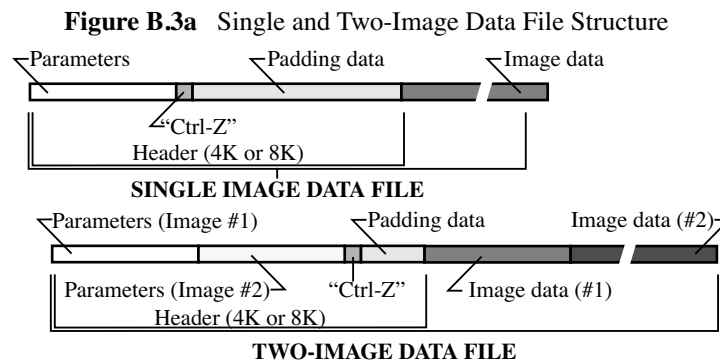 Figure B.3a Single and Two-Image Data File Structure
Parameters Padding data Image data
“Ctrl-Z”
Header (4K or 8K)
SINGLE IMAGE DATA FILE
Parameters (Image #1) Padding data Image data (#2)
Parameters (Image #2) “Ctrl-Z” Image data (#1)
Header (4K or 8K)
TWO-IMAGE DATA FILE